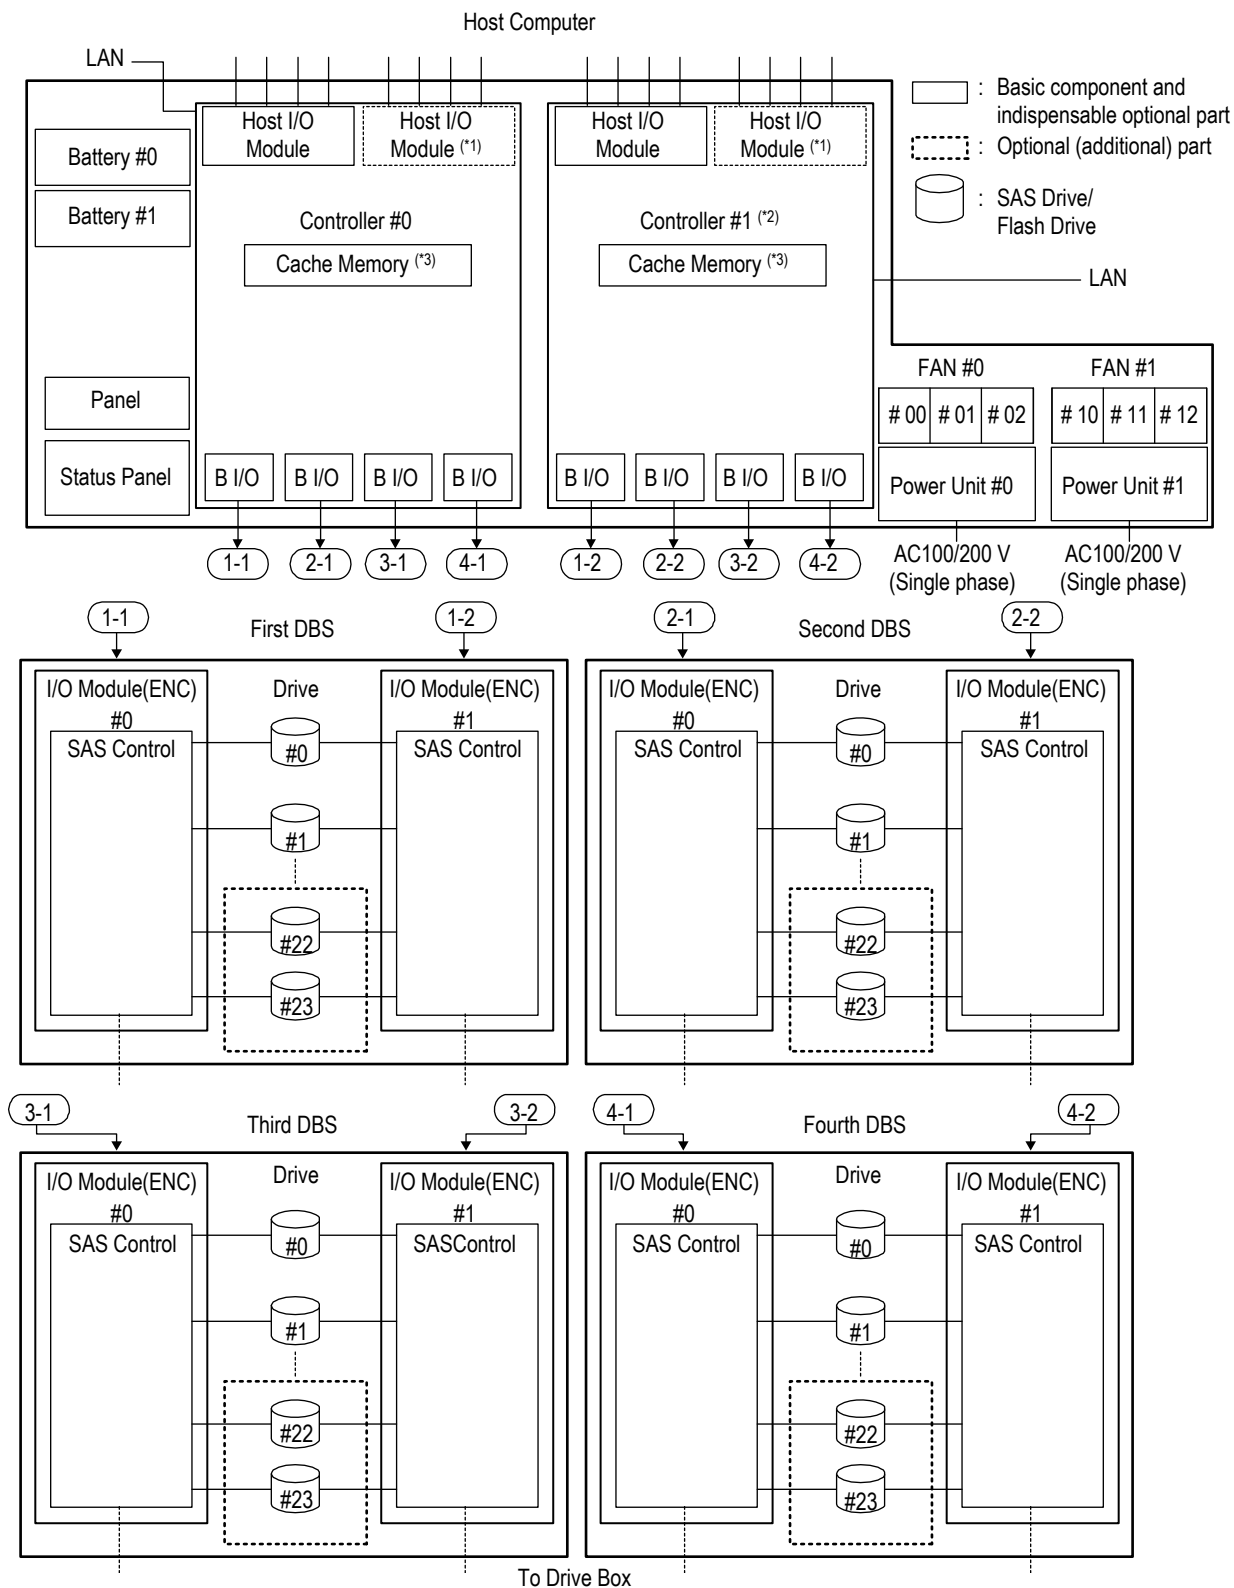 Host Computer
LAN
Host I/O
Module
Host I/O
Module (*1)
Host I/O
Module
Host I/O
Module (*1)
: Basic component and
indispensable optional part
: Optional (additional) part
: SAS Drive/
Flash Drive
Battery #0
Battery #1
Controller #0
Cache Memory (*3)
Controller #1 (*2)
Cache Memory (*3)
LAN
Panel
Status Panel
FAN #0
FAN #1
# 00 # 01 # 02
# 10 # 11 # 12
B I/O B I/O B I/O B I/O
B I/O B I/O B I/O B I/O
Power Unit #0
Power Unit #1
1-1 2-1 3-1 4-1
1-2 2-2 3-2 4-2
AC100/200 V
(Single phase)
AC100/200 V
(Single phase)
1-1
First DBS
1-2
I/O Module(ENC)
#0
SAS Control
Drive
#0
#1
#22
#23
I/O Module(ENC)
#1
SAS Control
2-1
Second DBS
2-2
I/O Module(ENC)
#0
SAS Control
Drive
#0
#1
#22
#23
I/O Module(ENC)
#1
SAS Control
3-1
Third DBS
3-2
I/O Module(ENC)
#0
SAS Control
Drive
#0
#1
#22
#23
I/O Module(ENC)
#1
SASControl
4-1
Fourth DBS
4-2
I/O Module(ENC)
#0
SAS Control
Drive
#0
#1
#22
#23
I/O Module(ENC)
#1
SAS Control
To Drive Box